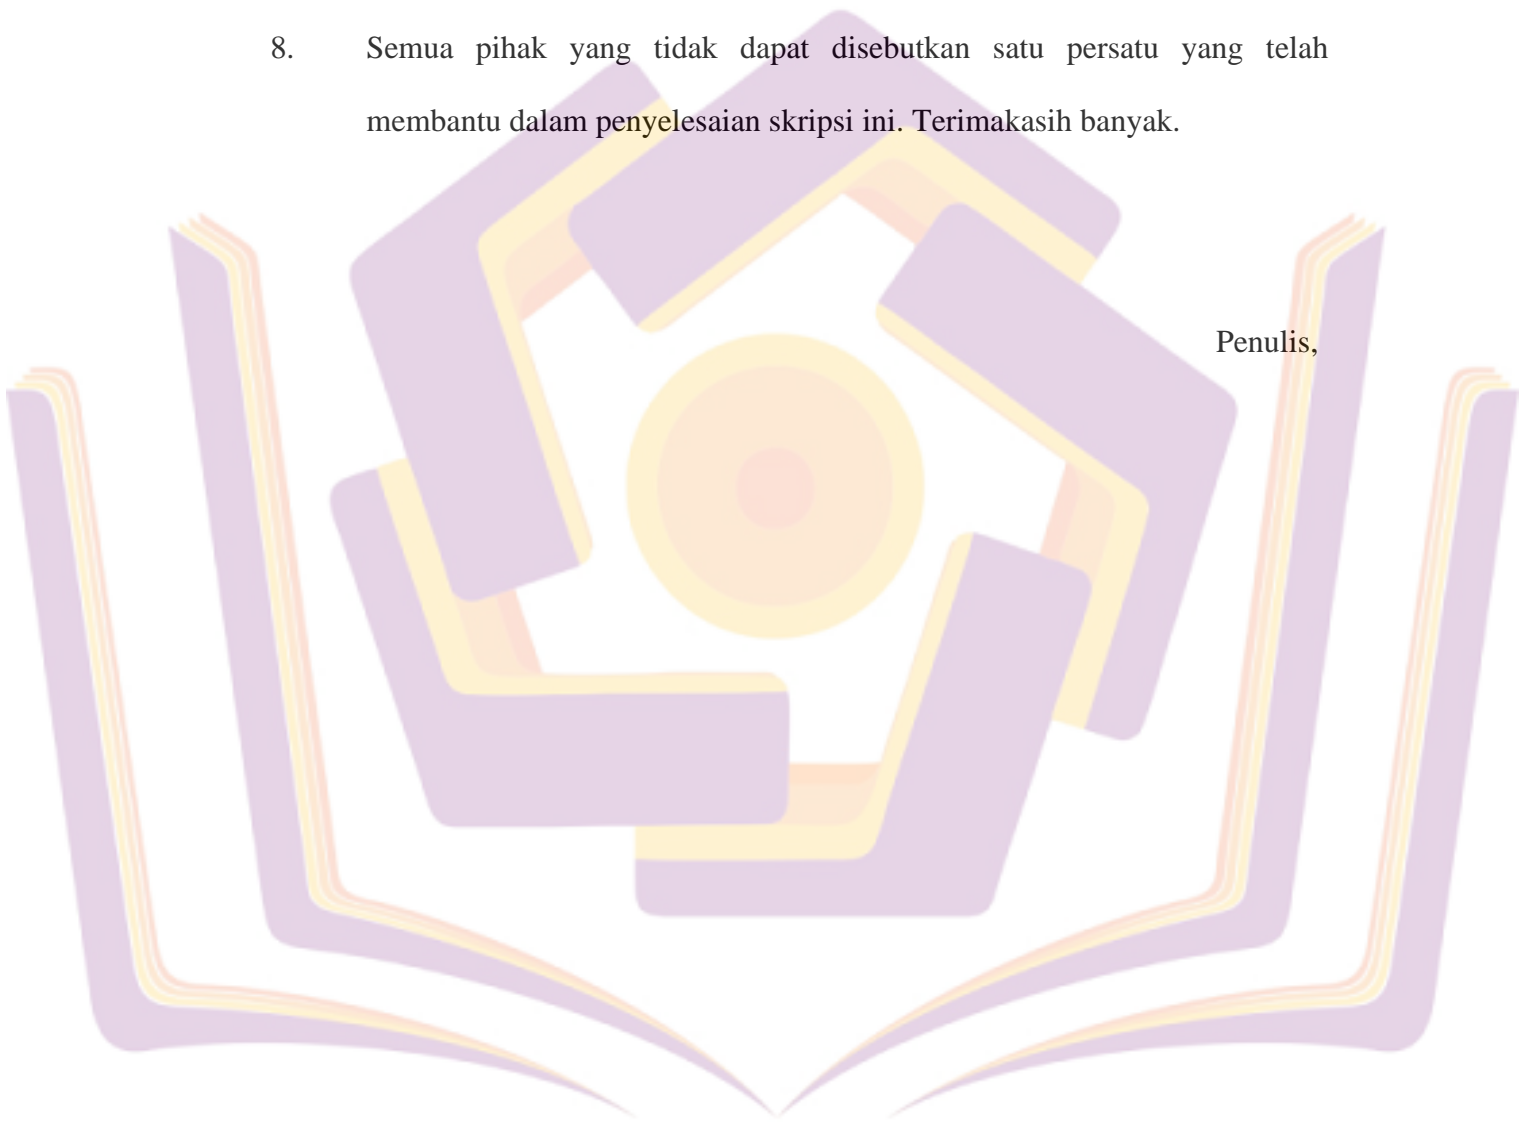 8. Semua pihak yang tidak dapat disebutkan satu persatu yang telah
membantu dalam penyelesaian skripsi ini. Terimakasih banyak.
Penulis,